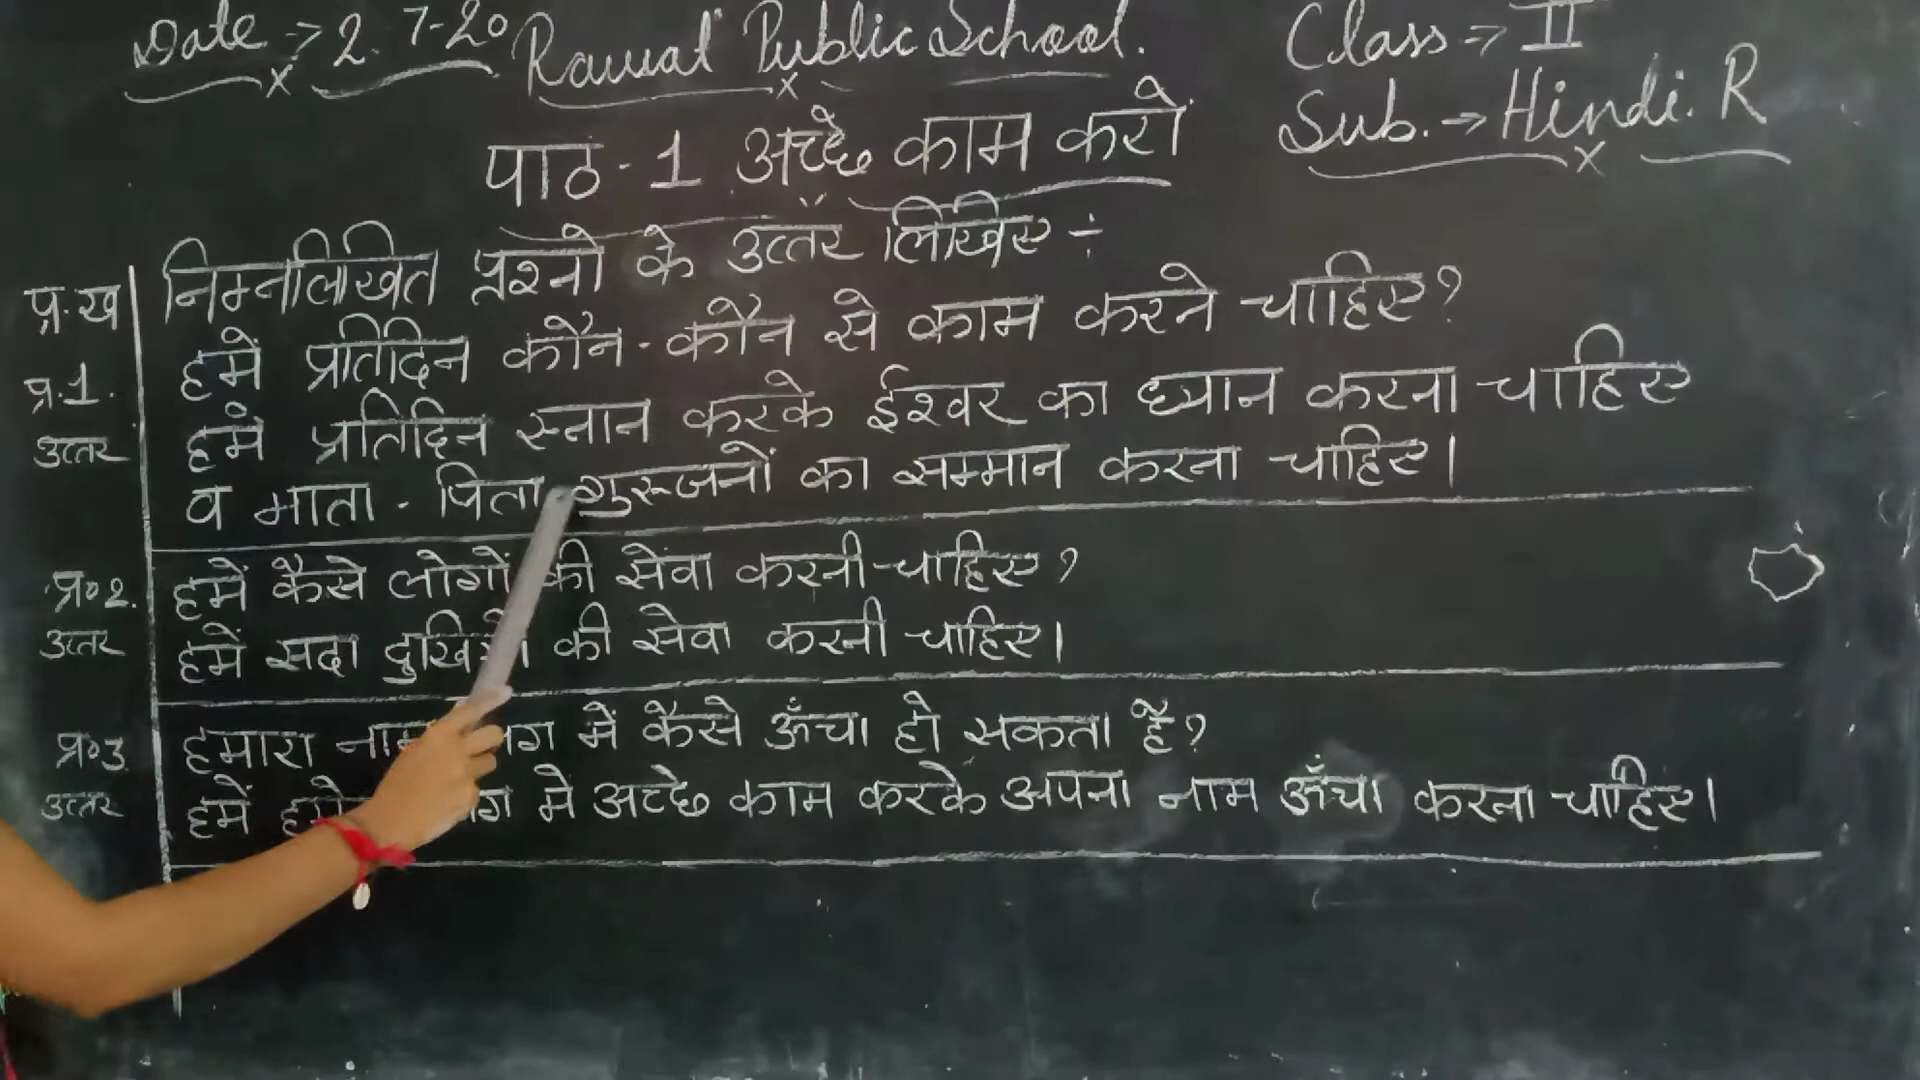 Date → 2.7-20 Rawat Public School. Class → II
Sub. → Hindi. R
पाठ - 1 अच्छे काम करो
प्र.ख निम्नलिखित प्रश्नो के उत्तर लिखिए ÷
प्र.1. हमें प्रतिदिन कौन - कौन से काम करने चाहिए?
उत्तर हमें प्रतिदिन स्नान करके ईश्वर का ध्यान करना चाहिए
व माता - पिता गुरूजनों का सम्मान करना चाहिए।
प्र०2. हमें कैसे लोगों की सेवा करनी चाहिए?
उत्तर हमें सदा की सेवा करनी चाहिए।
प्र०3 हमारा में कैसे ऊँचा हो सकता है?
उत्तर हमें मे अच्छे काम करके अपना नाम ऊँचा करना चाहिए।